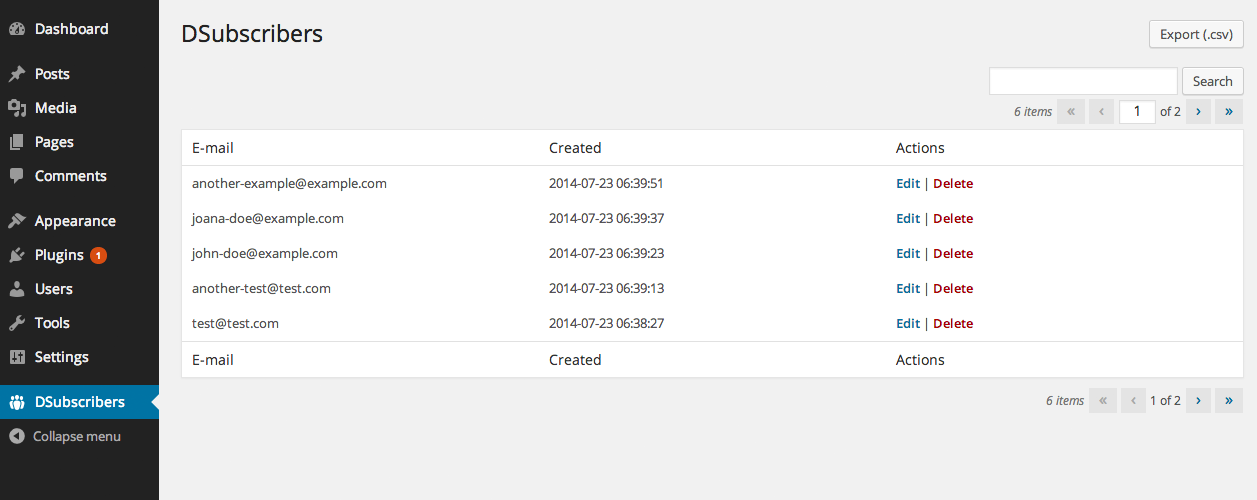 Dashboard
Posts
Media
Pages
Comments
Appearance
Plugins 1
Users
Tools
Settings
DSubscribers
Collapse menu
DSubscribers
Export (.csv)
Search
6 items « ‹ 1 of 2 › »
E-mail Created Actions
another-example@example.com 2014-07-23 06:39:51 Edit | Delete
joana-doe@example.com 2014-07-23 06:39:37 Edit | Delete
john-doe@example.com 2014-07-23 06:39:23 Edit | Delete
another-test@test.com 2014-07-23 06:39:13 Edit | Delete
test@test.com 2014-07-23 06:38:27 Edit | Delete
E-mail Created Actions
6 items « ‹ 1 of 2 › »